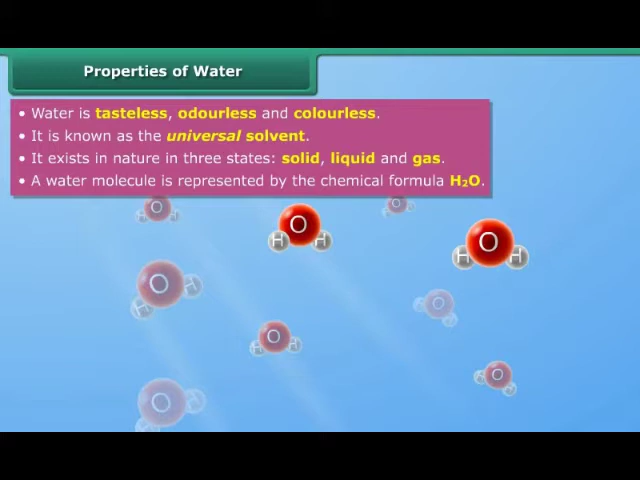 Properties of Water
• Water is tasteless, odourless and colourless.
• It is known as the universal solvent.
• It exists in nature in three states: solid, liquid and gas.
• A water molecule is represented by the chemical formula H₂O.
O
H H
O
O
H H
O
H H
O
H
H
O
H
O
H H
O
H
H
O
H